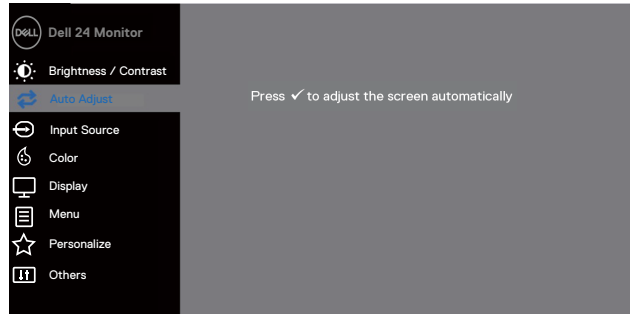 DELL
Dell 24 Monitor
Brightness / Contrast
Auto Adjust
Press ✓ to adjust the screen automatically
Input Source
Color
Display
Menu
Personalize
Others